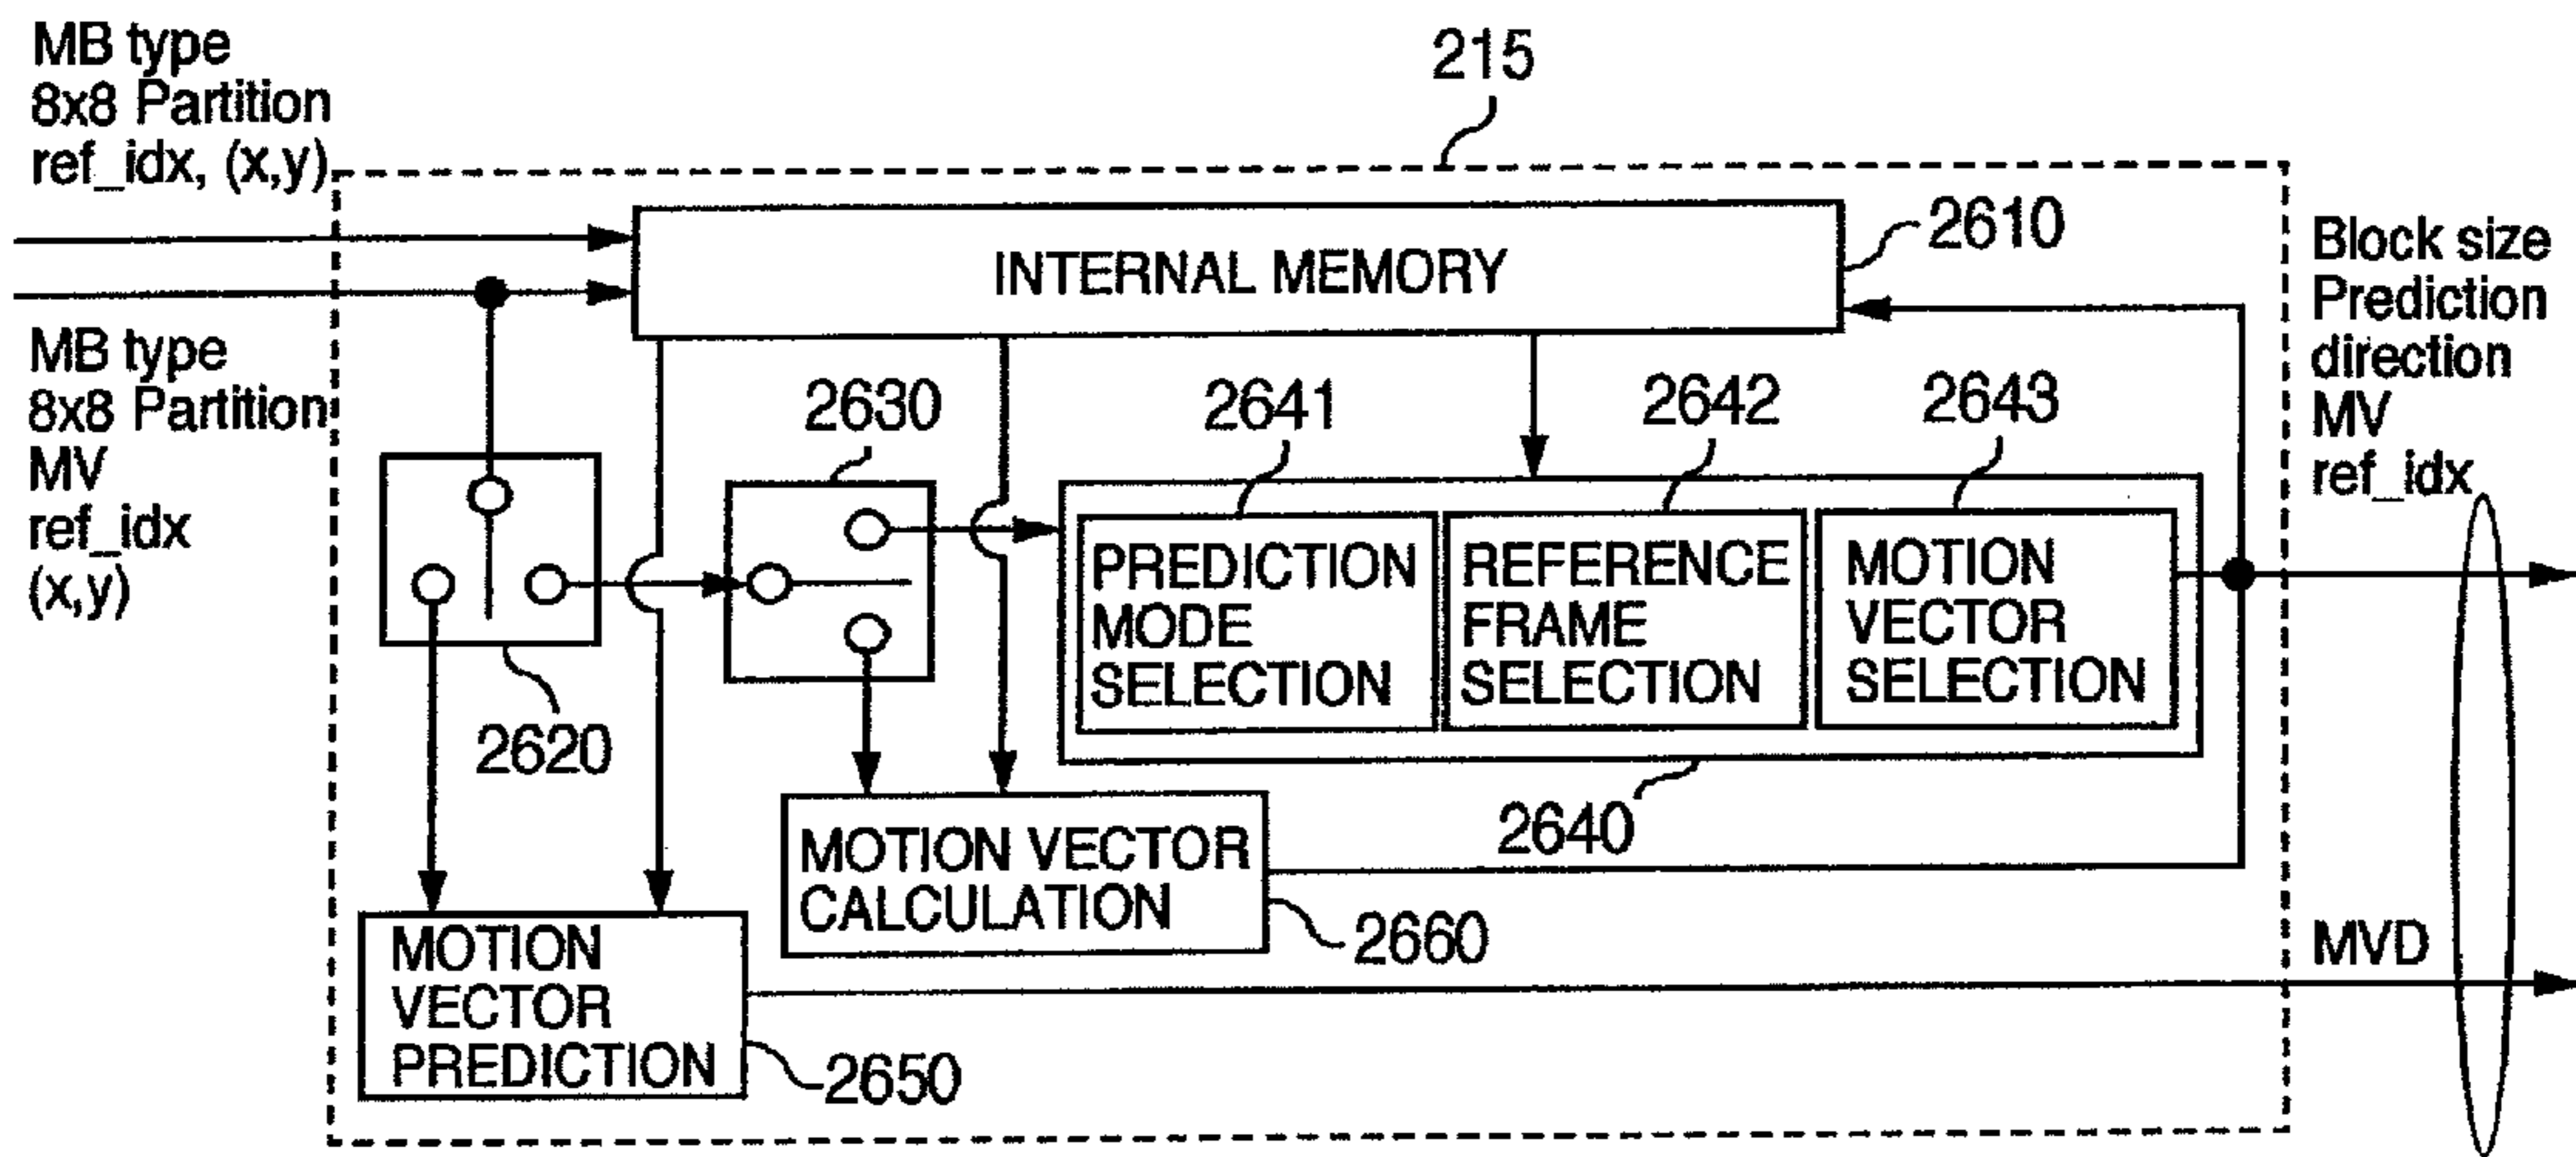 MB type
8x8 Partition
ref_idx, (x,y)
215
INTERNAL MEMORY
2610
Block size
Prediction
direction
MV
ref_idx
MB type
8x8 Partition
MV
ref_idx
(x,y)
2630
2641
2642
2643
2620
PREDICTION
MODE
SELECTION
REFERENCE
FRAME
SELECTION
MOTION
VECTOR
SELECTION
2640
MOTION VECTOR
CALCULATION
2660
MOTION
VECTOR
PREDICTION
2650
MVD